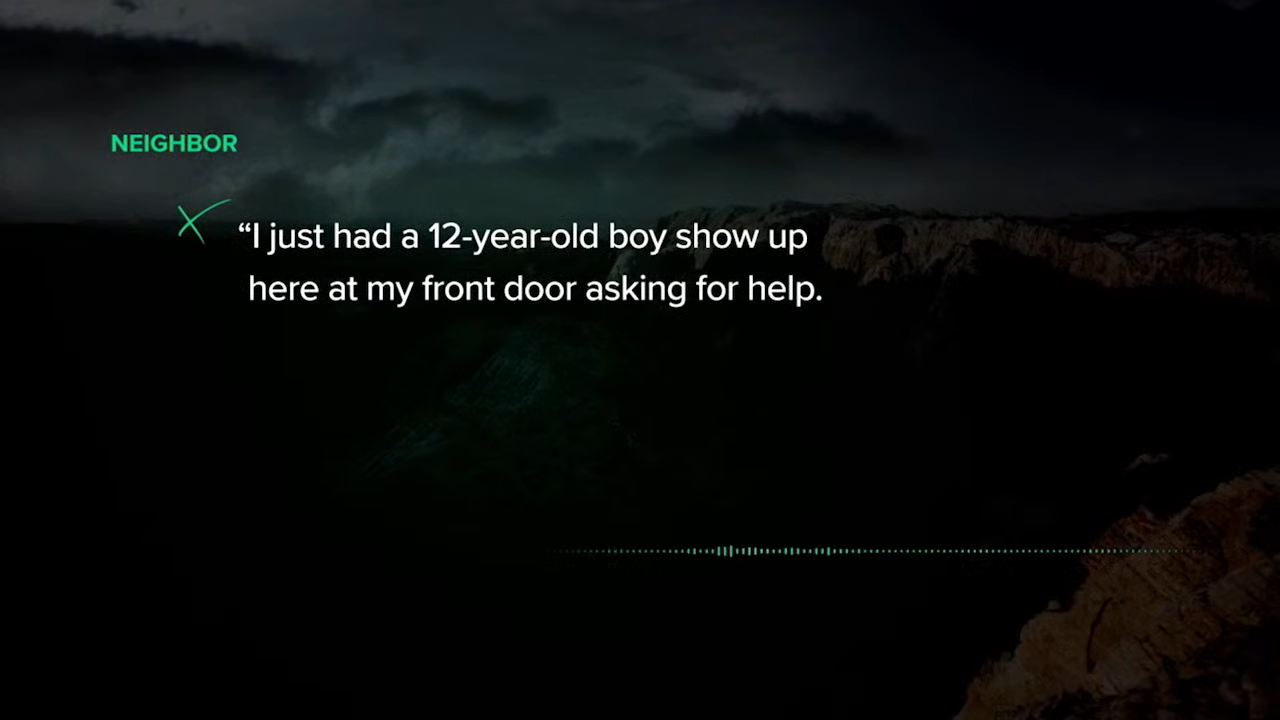 NEIGHBOR
“I just had a 12-year-old boy show up
here at my front door asking for help.